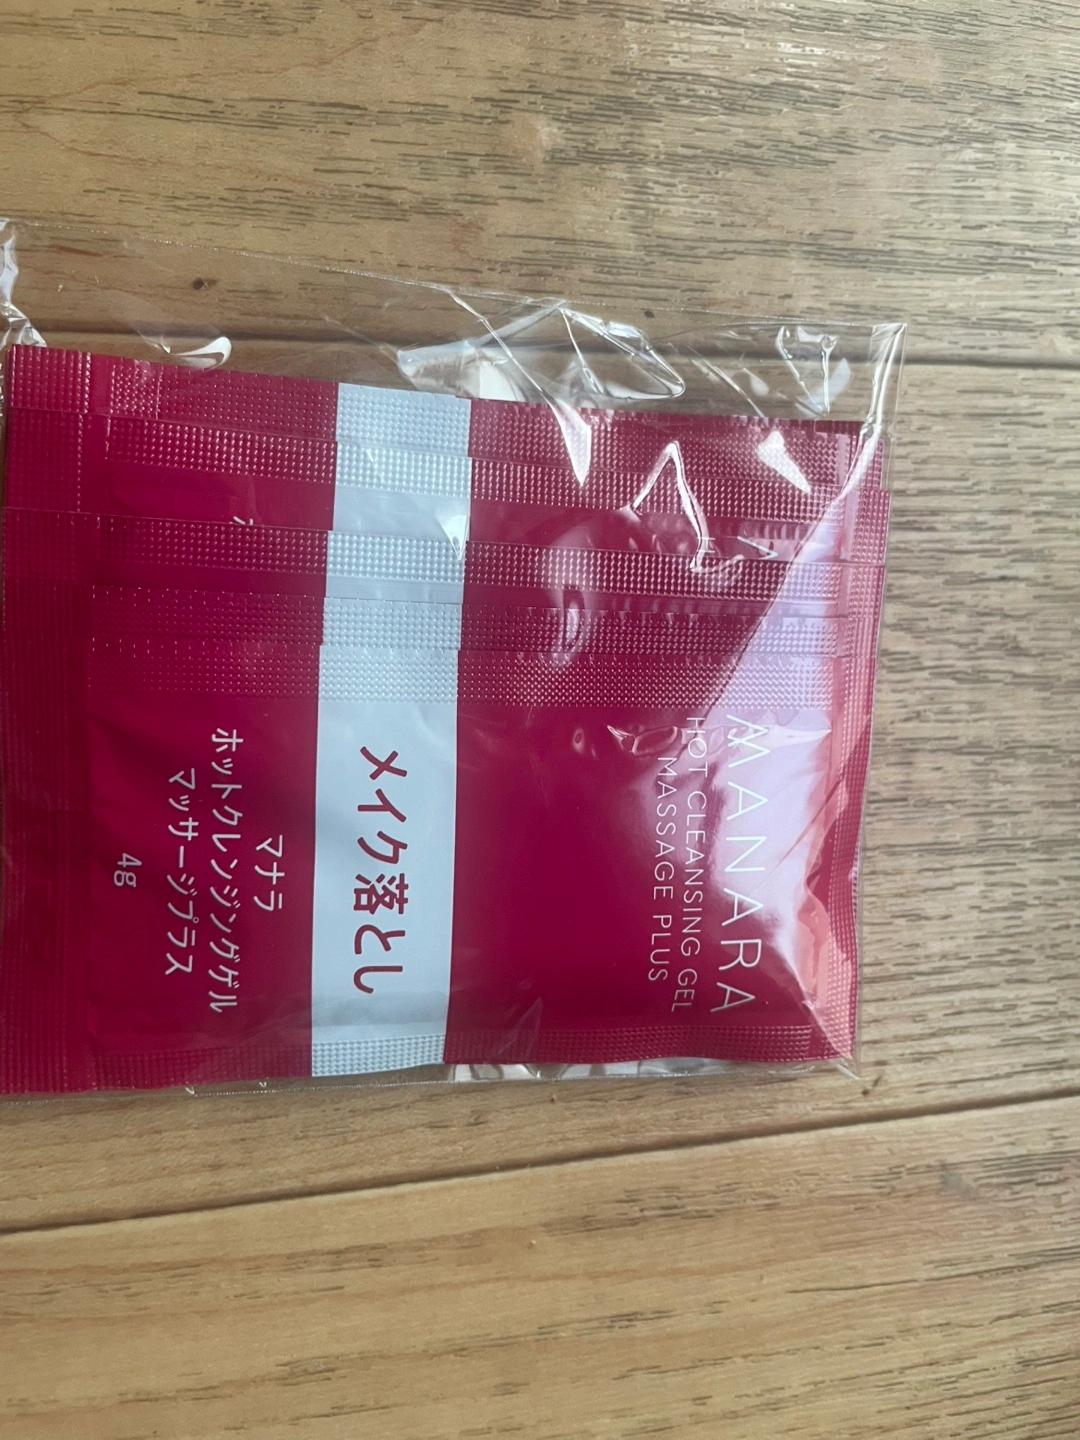 MANARA
HOT CLEANSING GEL
MASSAGE PLUS
メイク落とし
マナラ
ホットクレンジングゲル
マッサージプラス
4g